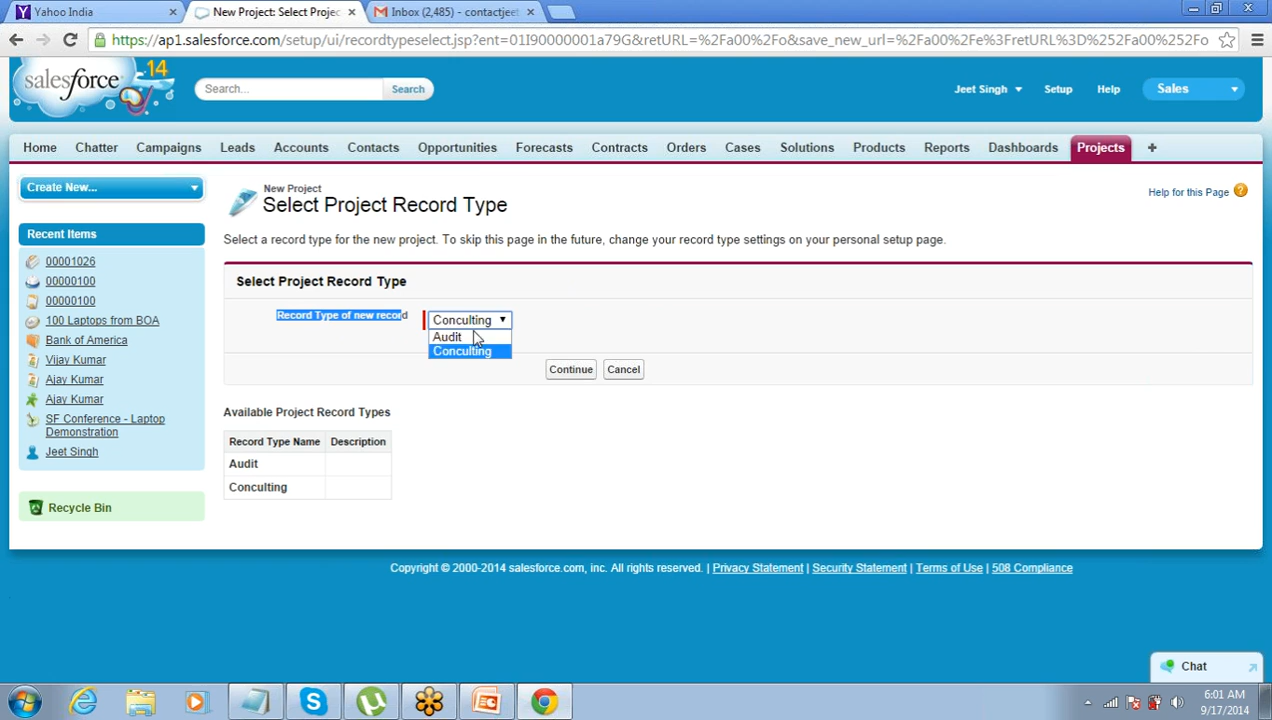 Yahoo India
New Project: Select Projec
Inbox (2,485) - contactjeet
https://ap1.salesforce.com/setup/ui/recordtypeselect.jsp?ent=01I90000001a79G&retURL=%2Fa00%2Fo&save_new_url=%2Fa00%2Fe%3FretURL%3D%252Fa00%252Fo
salesforce '14
Search... Search
Jeet Singh Setup Help Sales
Home Chatter Campaigns Leads Accounts Contacts Opportunities Forecasts Contracts Orders Cases Solutions Products Reports Dashboards Projects +
Create New...
Recent Items
00001026
00000100
00000100
100 Laptops from BOA
Bank of America
Vijay Kumar
Ajay Kumar
Ajay Kumar
SF Conference - Laptop
Demonstration
Jeet Singh
Recycle Bin
New Project
Select Project Record Type
Help for this Page ?
Select a record type for the new project. To skip this page in the future, change your record type settings on your personal setup page.
Select Project Record Type
Record Type of new record Conculting
Audit
Conculting
Continue Cancel
Available Project Record Types
Record Type Name Description
Audit
Conculting
Copyright © 2000-2014 salesforce.com, inc. All rights reserved. | Privacy Statement | Security Statement | Terms of Use | 508 Compliance
Chat
6:01 AM
9/17/2014